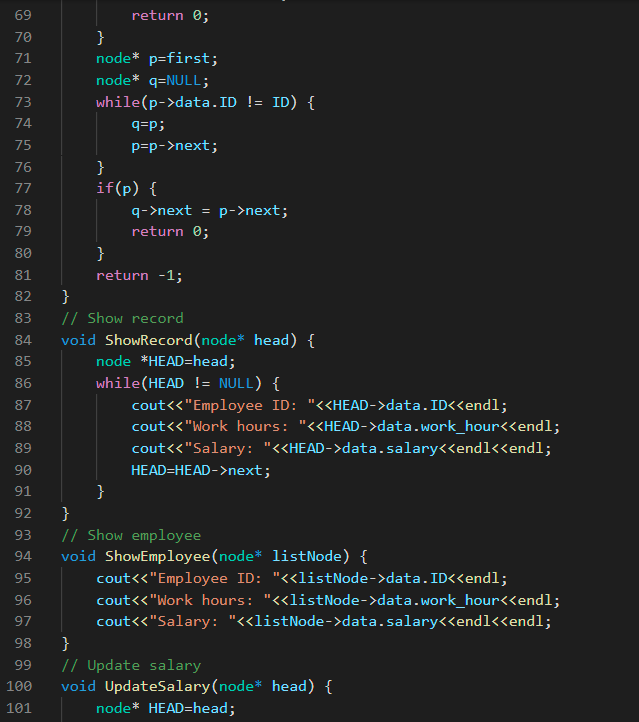 69 return 0;
70 }
71 node* p=first;
72 node* q=NULL;
73 while(p->data.ID != ID) {
74 q=p;
75 p=p->next;
76 }
77 if(p) {
78 q->next = p->next;
79 return 0;
80 }
81 return -1;
82 }
83 // Show record
84 void ShowRecord(node* head) {
85 node *HEAD=head;
86 while(HEAD != NULL) {
87 cout<<"Employee ID: "<<HEAD->data.ID<<endl;
88 cout<<"Work hours: "<<HEAD->data.work_hour<<endl;
89 cout<<"Salary: "<<HEAD->data.salary<<endl<<endl;
90 HEAD=HEAD->next;
91 }
92 }
93 // Show employee
94 void ShowEmployee(node* listNode) {
95 cout<<"Employee ID: "<<listNode->data.ID<<endl;
96 cout<<"Work hours: "<<listNode->data.work_hour<<endl;
97 cout<<"Salary: "<<listNode->data.salary<<endl<<endl;
98 }
99 // Update salary
100 void UpdateSalary(node* head) {
101 node* HEAD=head;